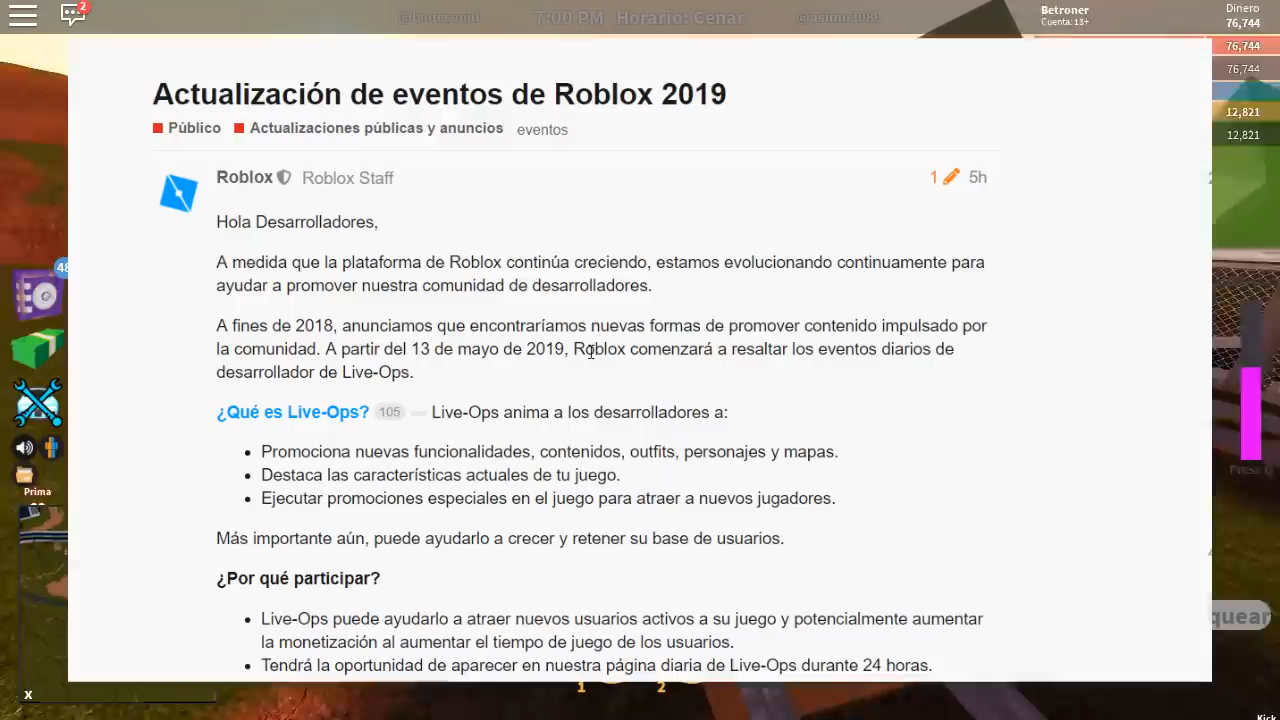 2
@badecyoni 7:00 PM Horario: Cenar @asimo3089
Betroner
Cuenta: 13+
Dinero
76,744
76,744
76,744
12,821
12,821
Actualización de eventos de Roblox 2019
Público Actualizaciones públicas y anuncios eventos
Roblox Roblox Staff 1 5h
Hola Desarrolladores,
A medida que la plataforma de Roblox continúa creciendo, estamos evolucionando continuamente para
ayudar a promover nuestra comunidad de desarrolladores.
A fines de 2018, anunciamos que encontraríamos nuevas formas de promover contenido impulsado por
la comunidad. A partir del 13 de mayo de 2019, Roblox comenzará a resaltar los eventos diarios de
desarrollador de Live-Ops.
¿Qué es Live-Ops? 105 — Live-Ops anima a los desarrolladores a:
• Promociona nuevas funcionalidades, contenidos, outfits, personajes y mapas.
• Destaca las características actuales de tu juego.
• Ejecutar promociones especiales en el juego para atraer a nuevos jugadores.
Más importante aún, puede ayudarlo a crecer y retener su base de usuarios.
¿Por qué participar?
• Live-Ops puede ayudarlo a atraer nuevos usuarios activos a su juego y potencialmente aumentar
la monetización al aumentar el tiempo de juego de los usuarios.
• Tendrá la oportunidad de aparecer en nuestra página diaria de Live-Ops durante 24 horas.
48
Prima
X
1 2
quear
Kick